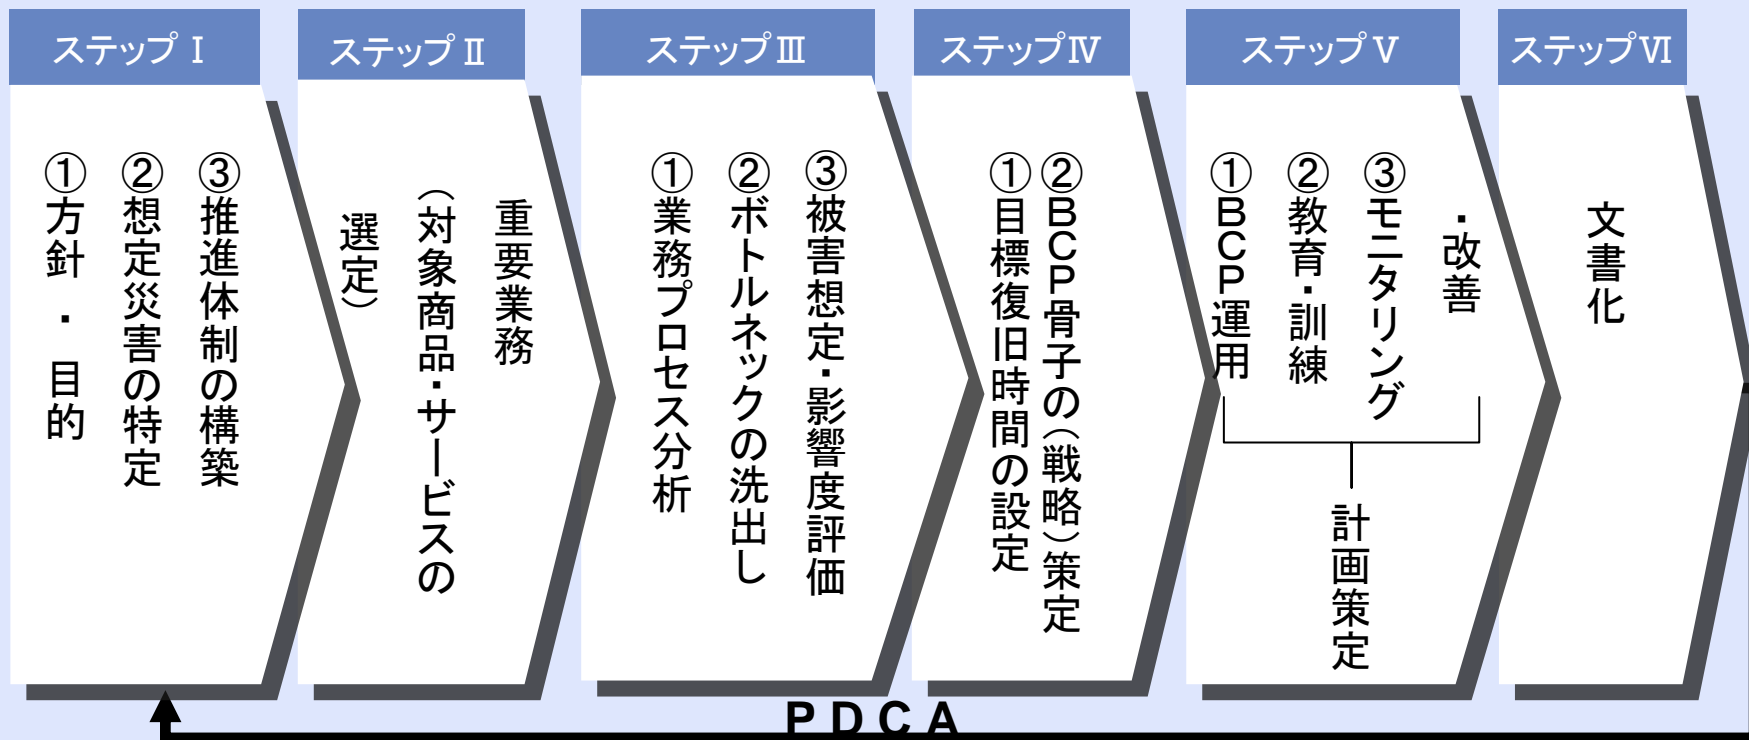 ステップⅠ
①方針・目的
②想定災害の特定
③推進体制の構築
ステップⅡ
重要業務
(対象商品・サービスの
選定)
ステップⅢ
①業務プロセス分析
②ボトルネックの洗出し
③被害想定・影響度評価
ステップⅣ
①目標復旧時間の設定
②BCP骨子の(戦略)策定
ステップⅤ
①BCP運用
②教育・訓練
③モニタリング
・改善
計画策定
ステップⅥ
文書化
PDCA